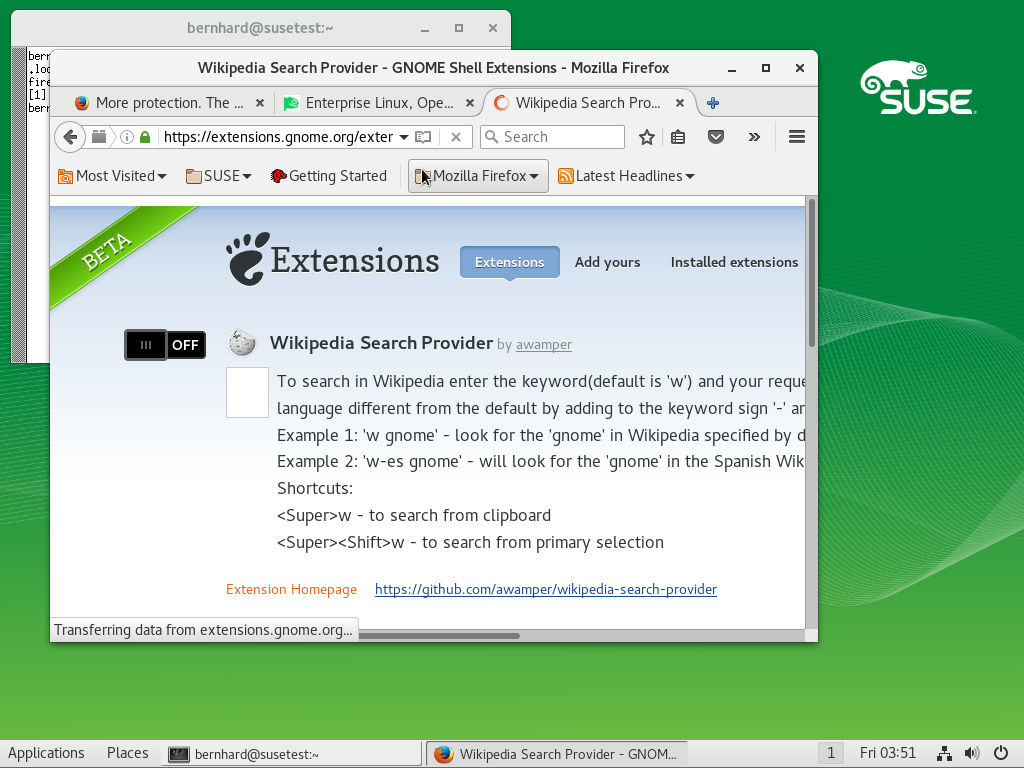 bernhard@susetest:~
bern
.loc
fire
[1]
bern
Wikipedia Search Provider - GNOME Shell Extensions - Mozilla Firefox
More protection. The ...
Enterprise Linux, Ope...
Wikipedia Search Pro...
https://extensions.gnome.org/exter
Search
Most Visited
SUSE
Getting Started
Mozilla Firefox
Latest Headlines
SUSE
BETA
Extensions
Extensions
Add yours
Installed extensions
OFF
Wikipedia Search Provider by awamper
To search in Wikipedia enter the keyword(default is 'w') and your reque
language different from the default by adding to the keyword sign '-' an
Example 1: 'w gnome' - look for the 'gnome' in Wikipedia specified by d
Example 2: 'w-es gnome' - will look for the 'gnome' in the Spanish Wik
Shortcuts:
<Super>w - to search from clipboard
<Super><Shift>w - to search from primary selection
Extension Homepage https://github.com/awamper/wikipedia-search-provider
Transferring data from extensions.gnome.org...
Applications Places bernhard@susetest:~ Wikipedia Search Provider - GNOM... 1 Fri 03:51